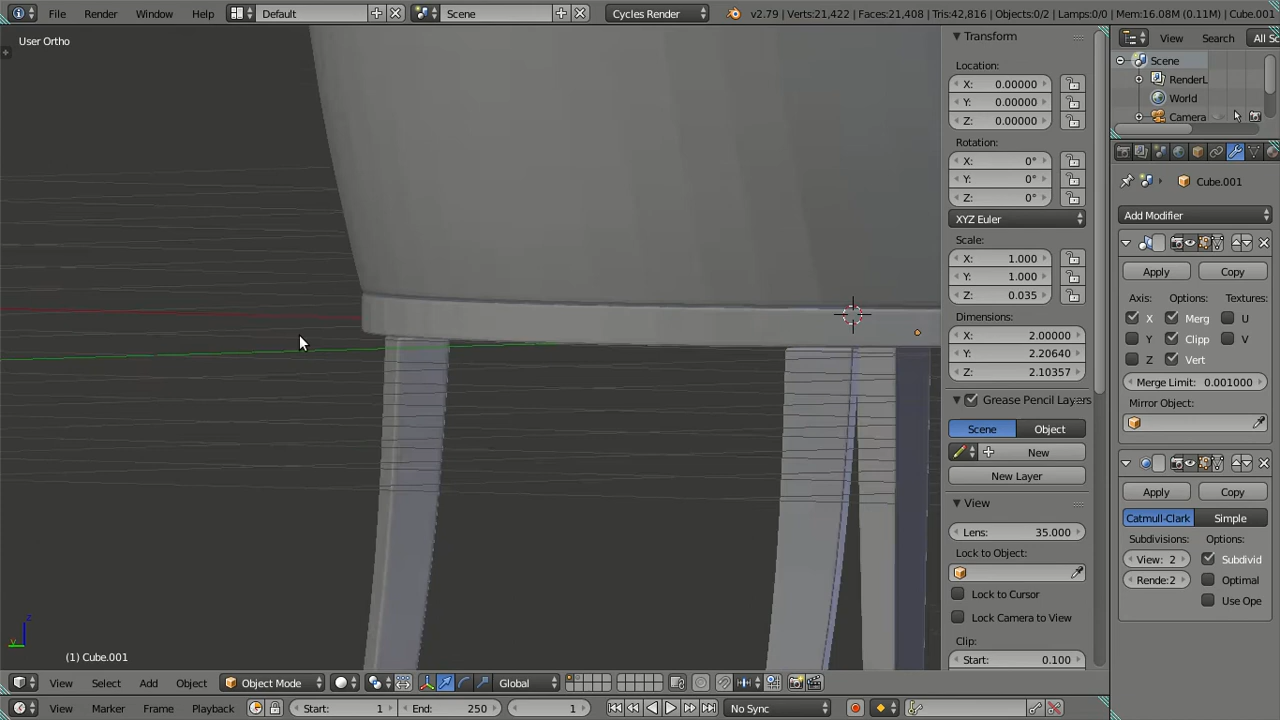 File Render Window Help Default Scene Cycles Render v2.79 | Verts:21,422 | Faces:21,408 | Tris:42,816 | Objects:0/2 | Lamps:0/0 | Mem:16.08M (0.11M) | Cube.001
User Ortho
Transform
View Search All Sc
Scene
RenderL
World
Camera
Location:
X: 0.00000
Y: 0.00000
Z: 0.00000
Rotation:
X: 0°
Y: 0°
Z: 0°
XYZ Euler
Scale:
X: 1.000
Y: 1.000
Z: 0.035
Dimensions:
X: 2.00000
Y: 2.20640
Z: 2.10357
Grease Pencil Layers
Scene Object
New
New Layer
View
Lens: 35.000
Lock to Object:
Lock to Cursor
Lock Camera to View
Clip:
Start: 0.100
Cube.001
Add Modifier
Apply Copy
Axis: Options: Textures:
X Merg U
Y Clipp V
Z Vert
Merge Limit: 0.001000
Mirror Object:
Apply Copy
Catmull-Clark Simple
Subdivisions: Options:
View: 2 Subdivid
Rende:2 Optimal
Use Ope
z
y
(1) Cube.001
View Select Add Object Object Mode Global
View Marker Frame Playback Start: 1 End: 250 1 No Sync